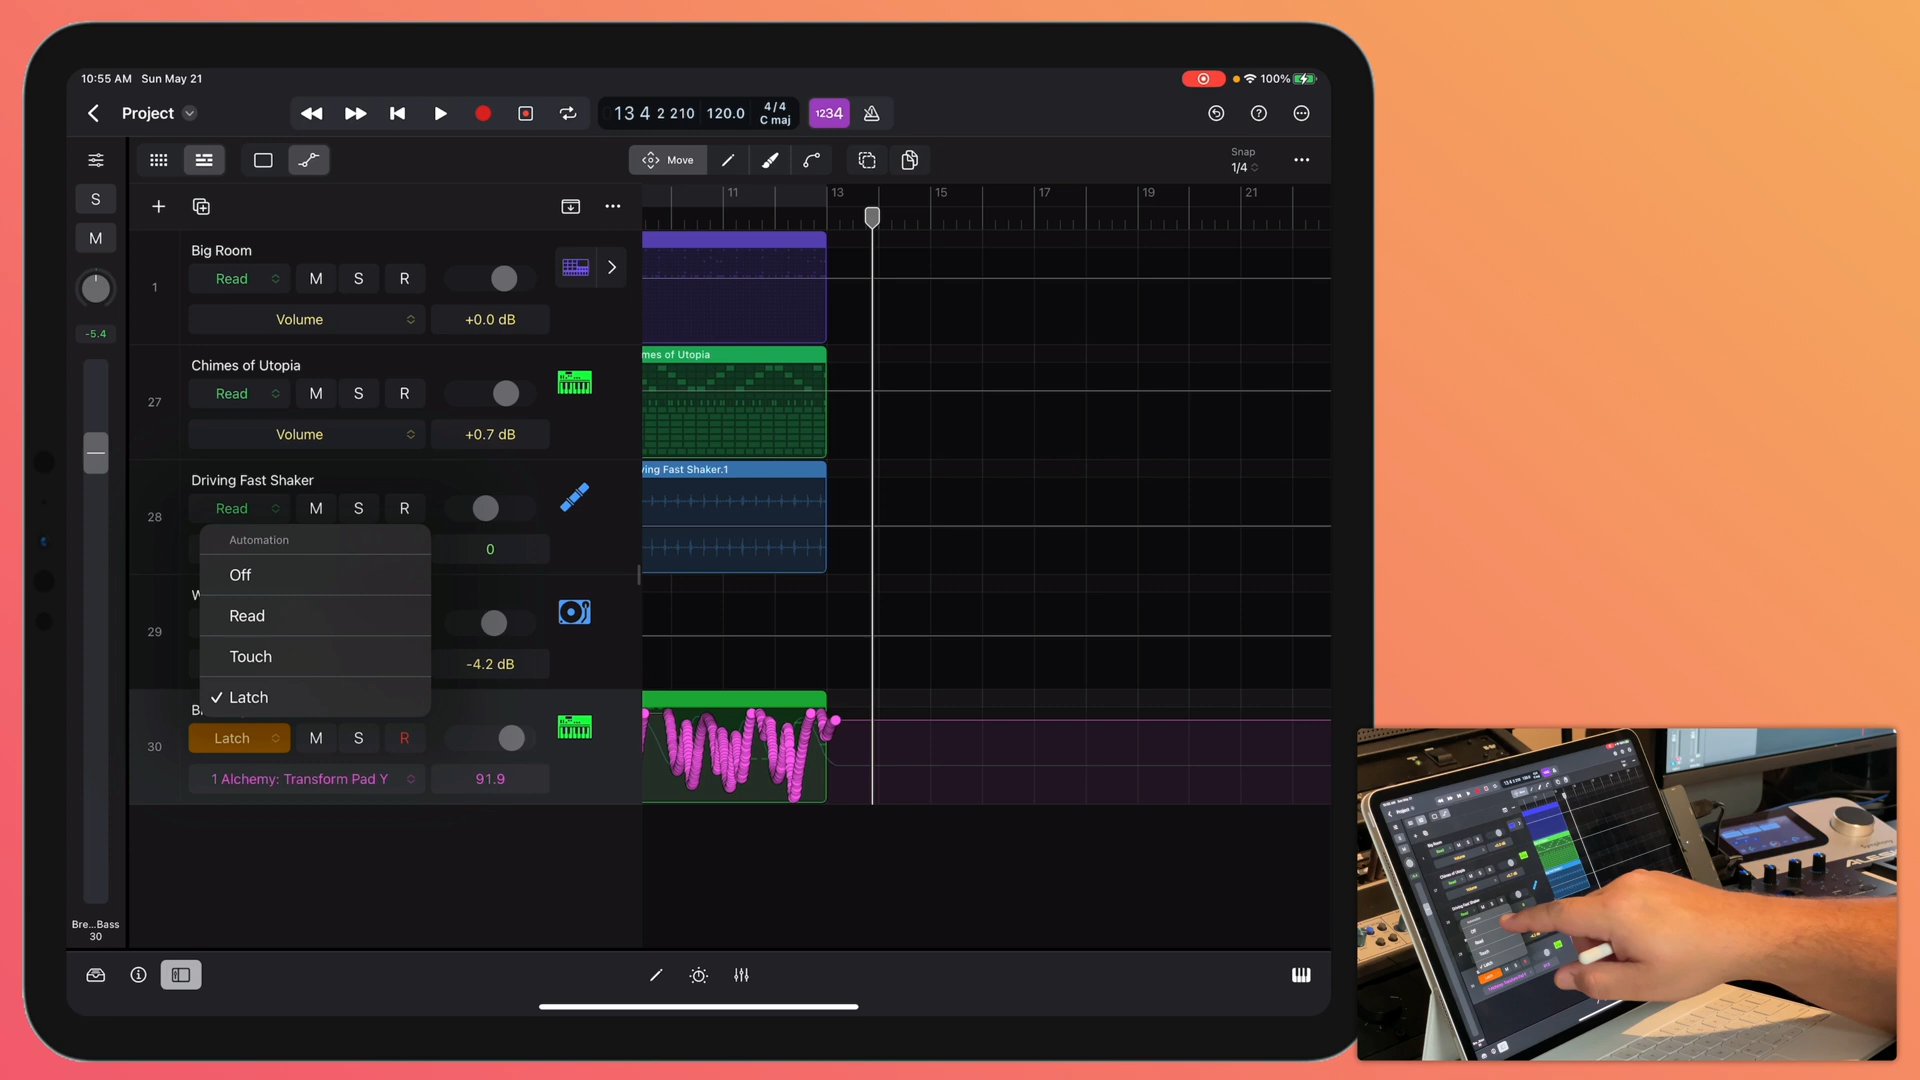 10:55 AM Sun May 21
100%
Project
13 4 2 210 120.0 4/4 C maj
1234
Move
Snap
1/4
S
M
-5.4
Bre...Bass
30
11 13 15 17 19 21
1
Big Room
Read M S R
Volume +0.0 dB
27
Chimes of Utopia
Read M S R
Volume +0.7 dB
mes of Utopia
28
Driving Fast Shaker
Read M S R
0
ving Fast Shaker.1
Automation
Off
Read
Touch
Latch
29
-4.2 dB
30
Latch M S R
1 Alchemy: Transform Pad Y 91.9